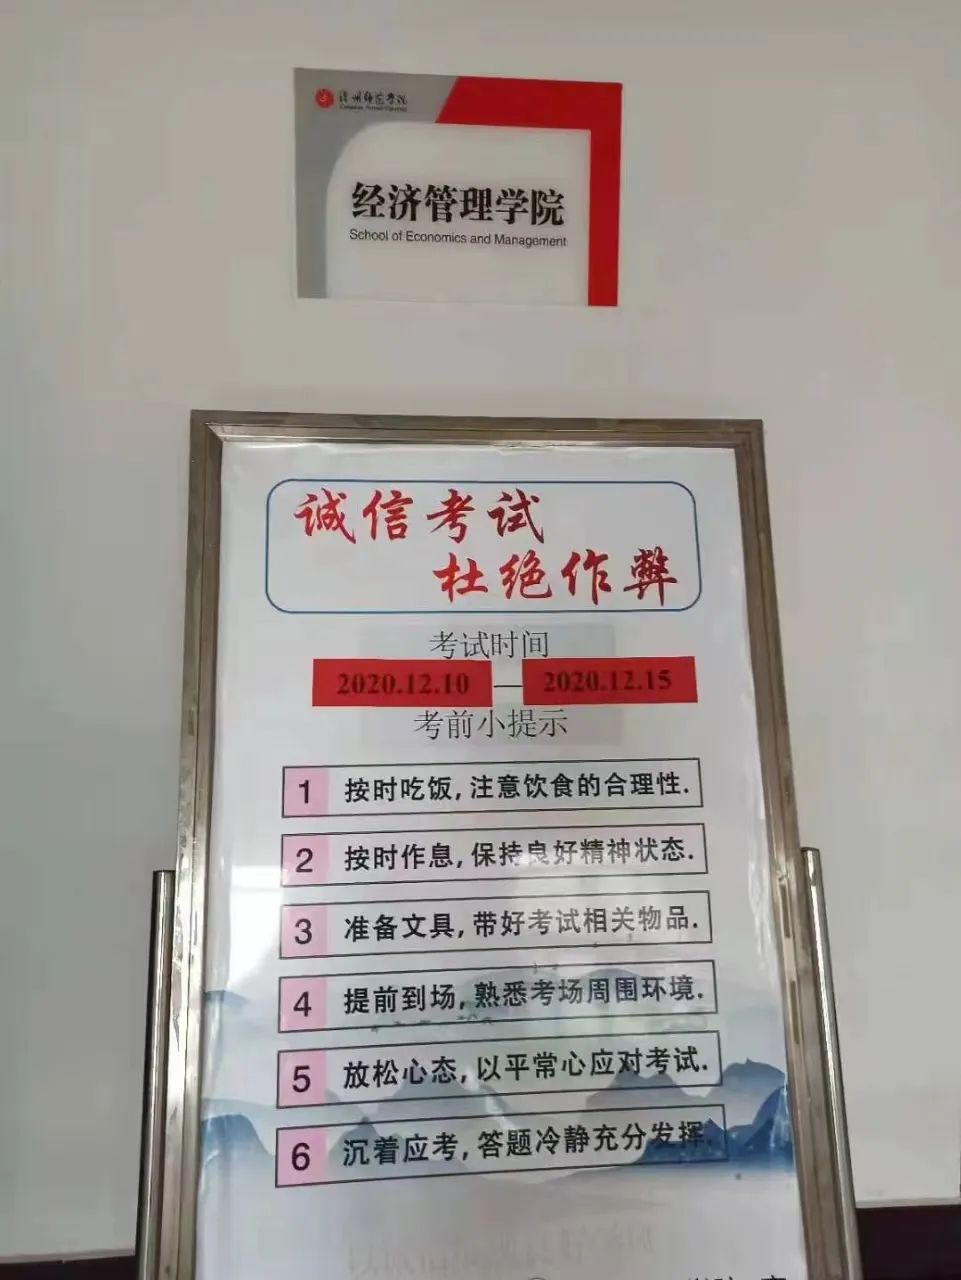 经济管理学院
School of Economics and Management
诚信考试
杜绝作弊
考试时间
2020.12.10—2020.12.15
考前小提示
1 按时吃饭,注意饮食的合理性.
2 按时作息,保持良好精神状态.
3 准备文具,带好考试相关物品.
4 提前到场,熟悉考场周围环境.
5 放松心态,以平常心应对考试.
6 沉着应考,答题冷静充分发挥.